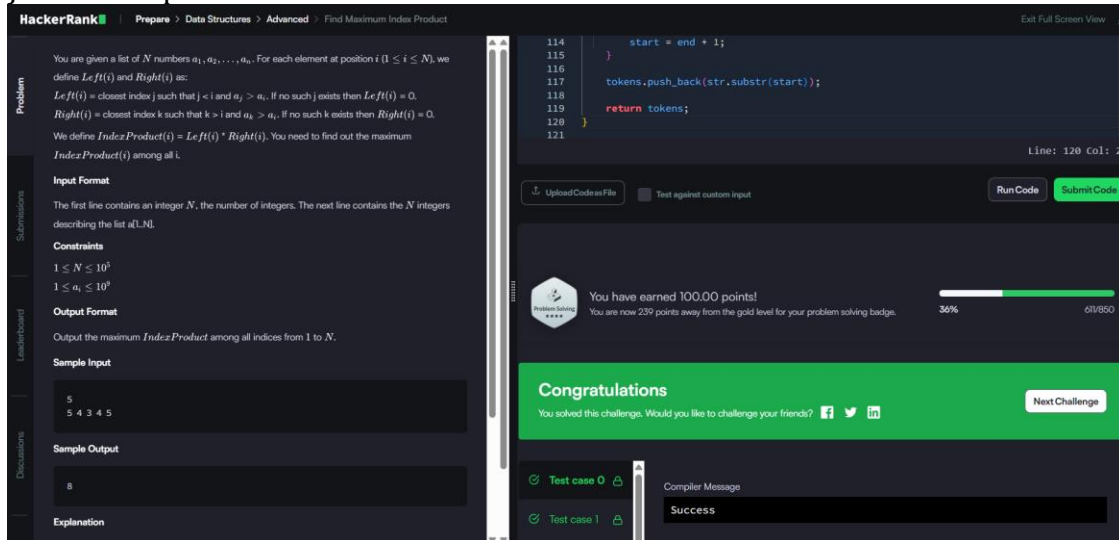 HackerRank
Prepare > Data Structures > Advanced > Find Maximum Index Product
Exit Full Screen View
Problem
Submissions
Leaderboard
Discussions
You are given a list of N numbers a₁, a₂, . . . , aₙ. For each element at position i (1 ≤ i ≤ N), we
define Left(i) and Right(i) as:
Left(i) = closest index j such that j < i and aⱼ > aᵢ. If no such j exists then Left(i) = 0.
Right(i) = closest index k such that k > i and aₖ > aᵢ. If no such k exists then Right(i) = 0.
We define IndexProduct(i) = Left(i) * Right(i). You need to find out the maximum
IndexProduct(i) among all i.
Input Format
The first line contains an integer N, the number of integers. The next line contains the N integers
describing the list a[1..N].
Constraints
1 ≤ N ≤ 10⁵
1 ≤ aᵢ ≤ 10⁹
Output Format
Output the maximum IndexProduct among all indices from 1 to N.
Sample Input
5
5 4 3 4 5
Sample Output
8
Explanation
114 start = end + 1;
115 }
116
117 tokens.push_back(str.substr(start));
118
119 return tokens;
120 }
121
Line: 120 Col: 2
Upload Code as File
Test against custom input
Run Code
Submit Code
Problem Solving
You have earned 100.00 points!
You are now 239 points away from the gold level for your problem solving badge.
36%
611/850
Congratulations
You solved this challenge. Would you like to challenge your friends?
Next Challenge
Test case 0
Test case 1
Compiler Message
Success